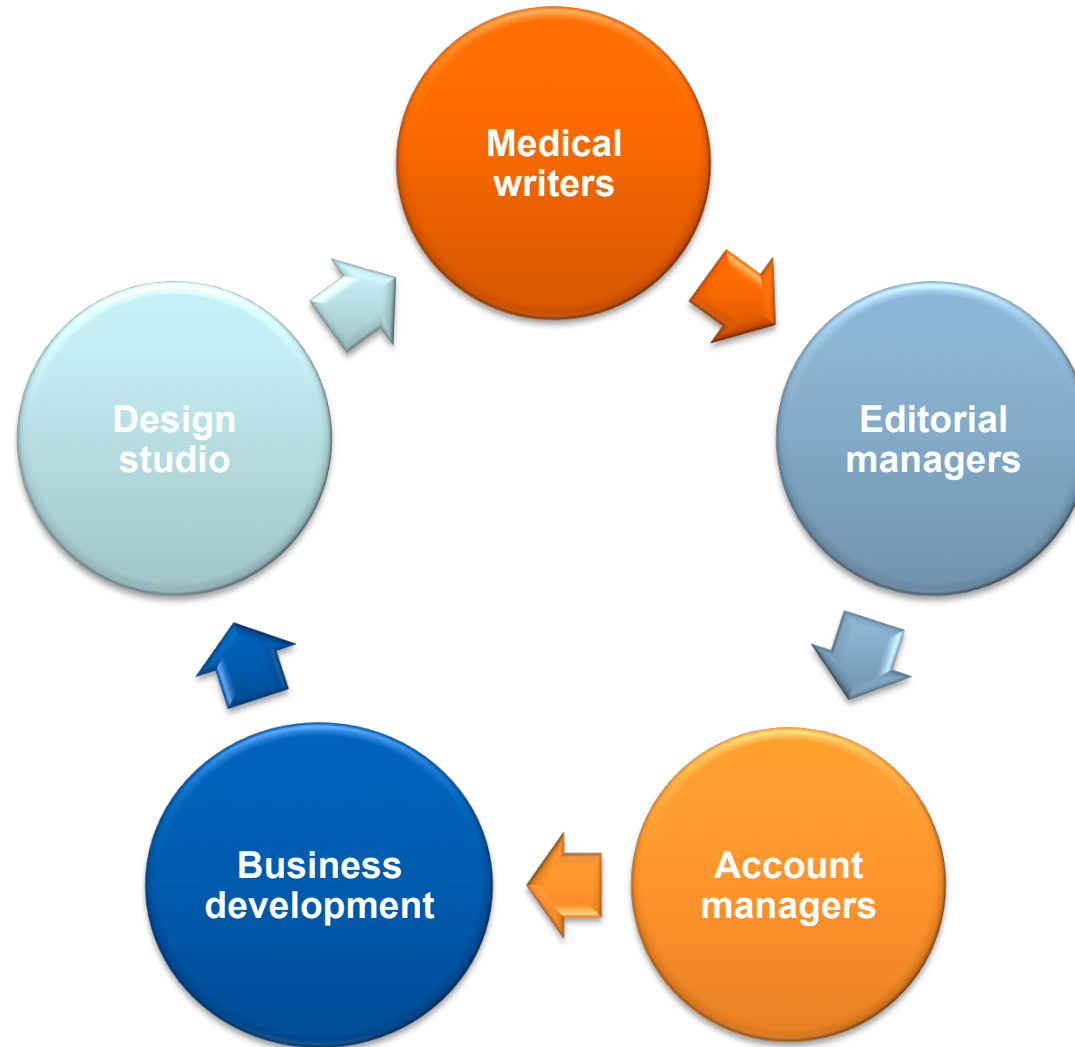 Medical
writers
Editorial
managers
Account
managers
Business
development
Design
studio